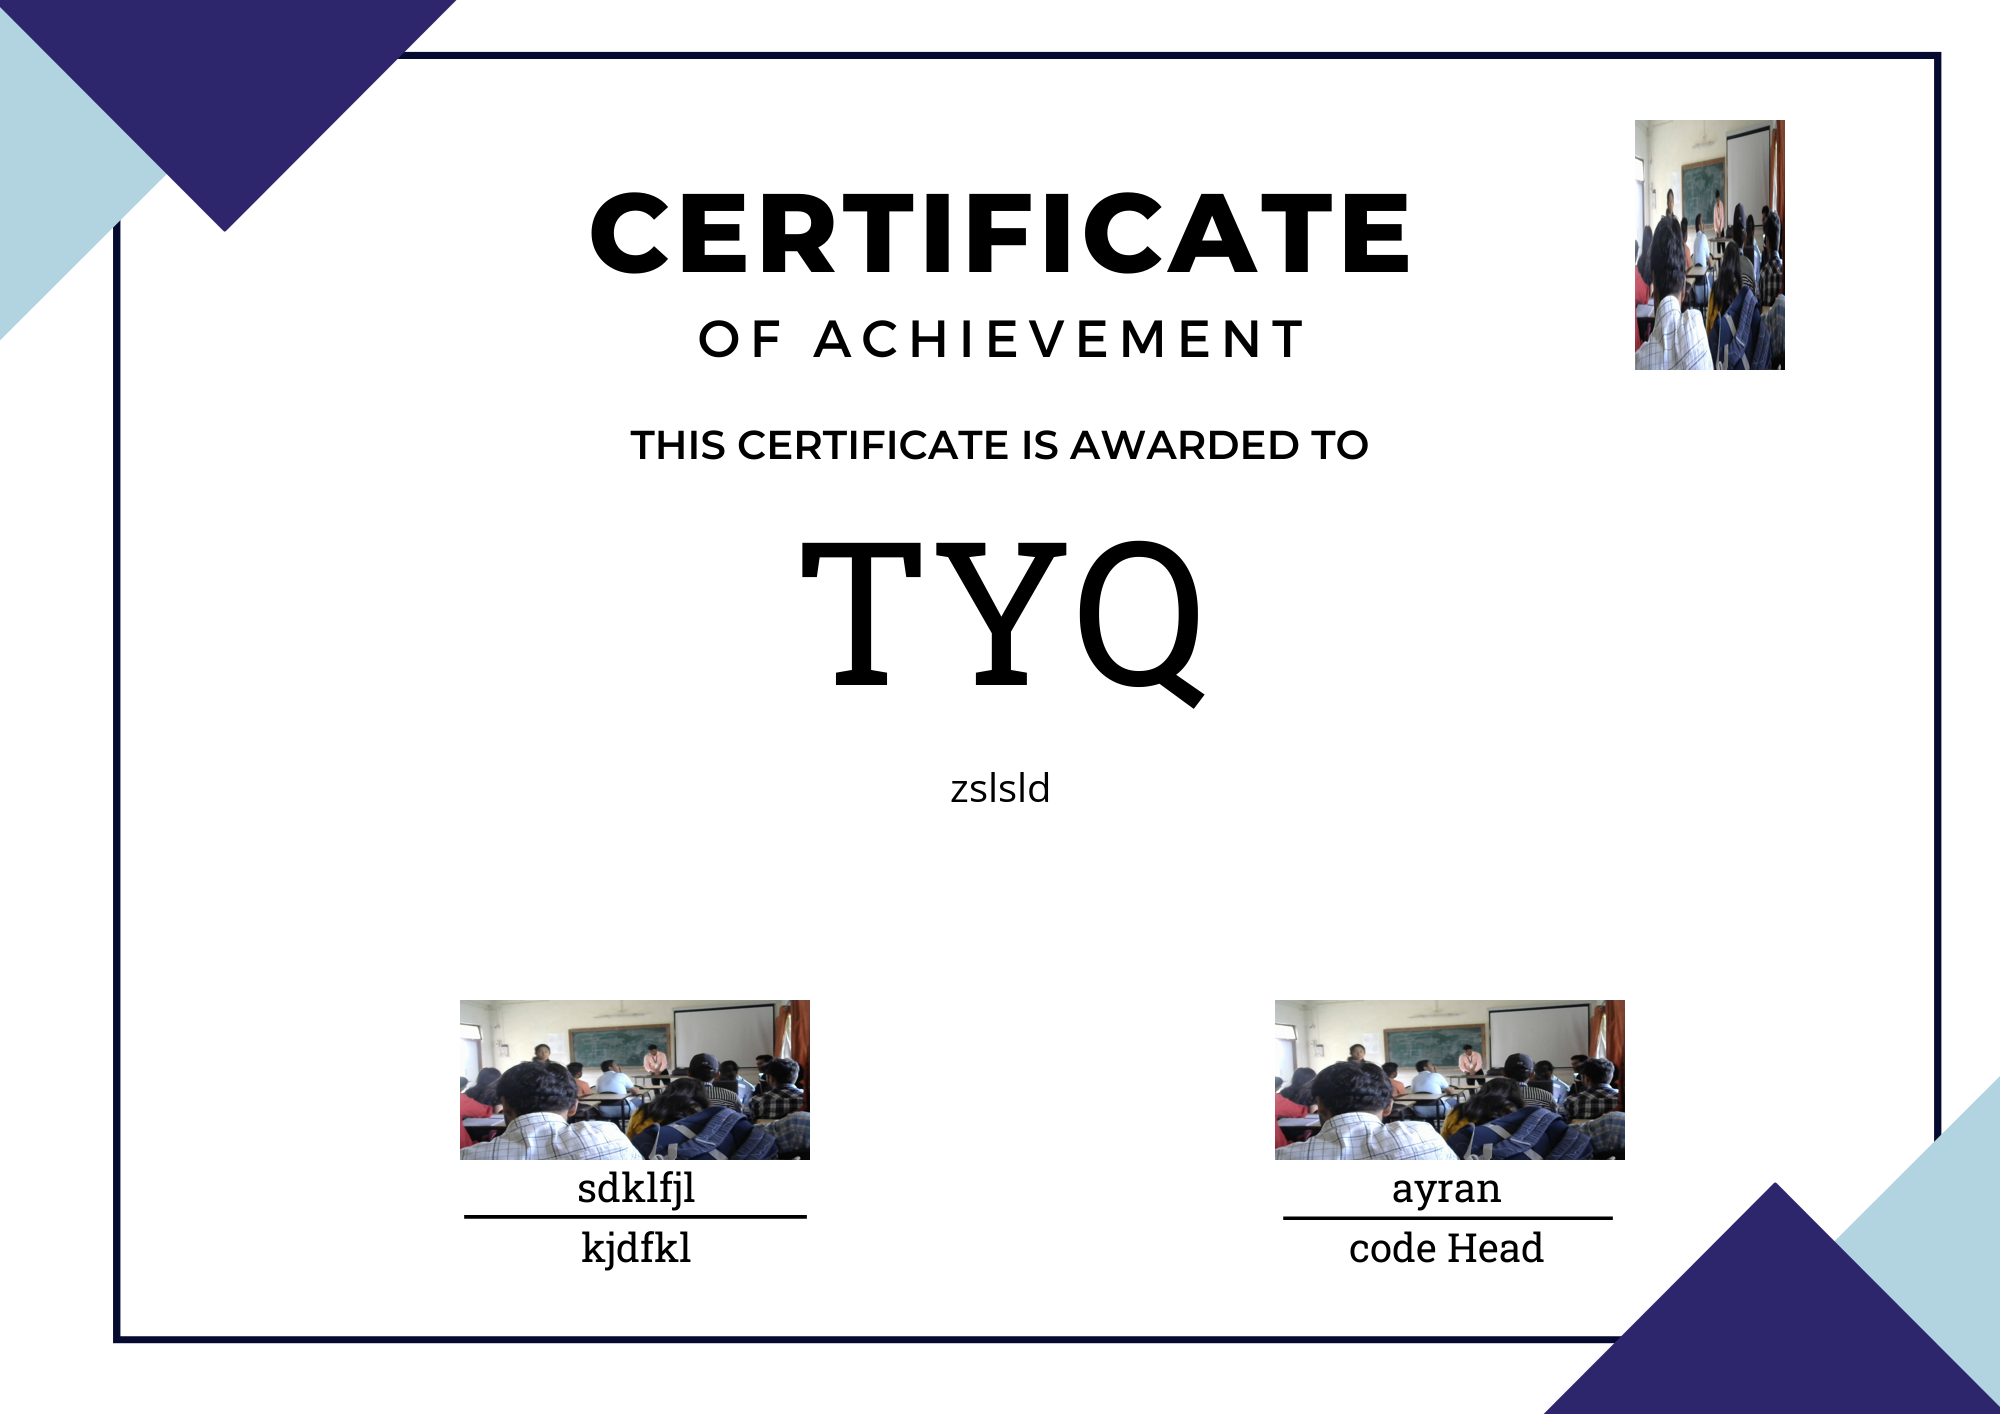 CERTIFICATE
OF ACHIEVEMENT
THIS CERTIFICATE IS AWARDED TO
TYQ
zslsld
sdklfjl
kjdfkl
ayran
code Head